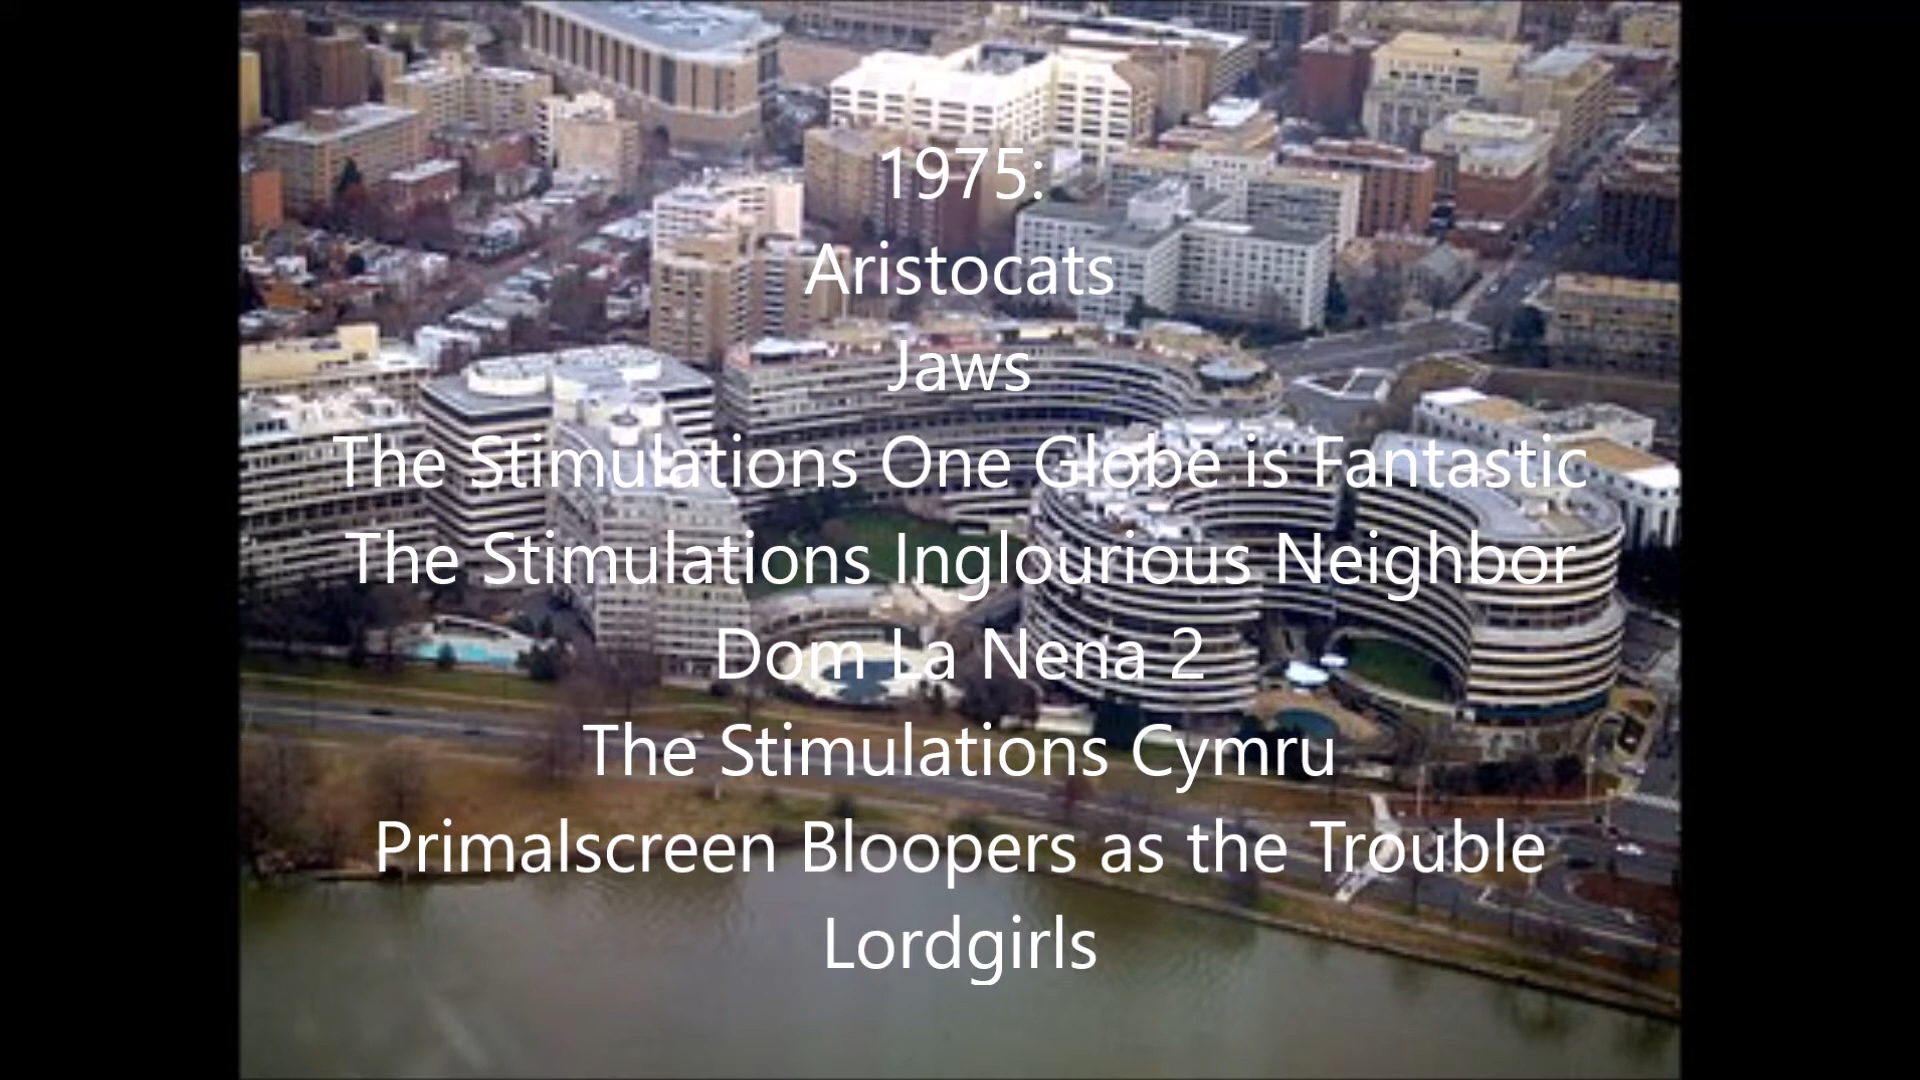 1975:
Aristocats
Jaws
The Stimulations One Globe is Fantastic
The Stimulations Inglourious Neighbor
Dom La Nena 2
The Stimulations Cymru
Primalscreen Bloopers as the Trouble
Lordgirls